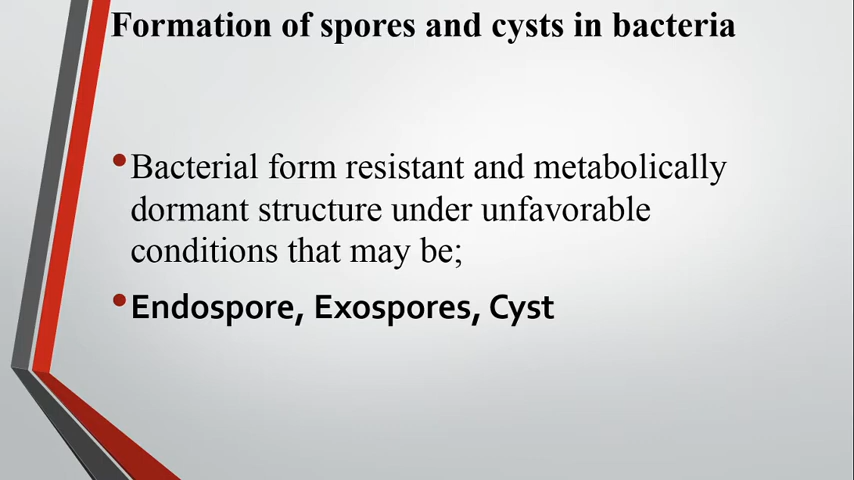 Formation of spores and cysts in bacteria
•Bacterial form resistant and metabolically
dormant structure under unfavorable
conditions that may be;
•Endospore, Exospores, Cyst